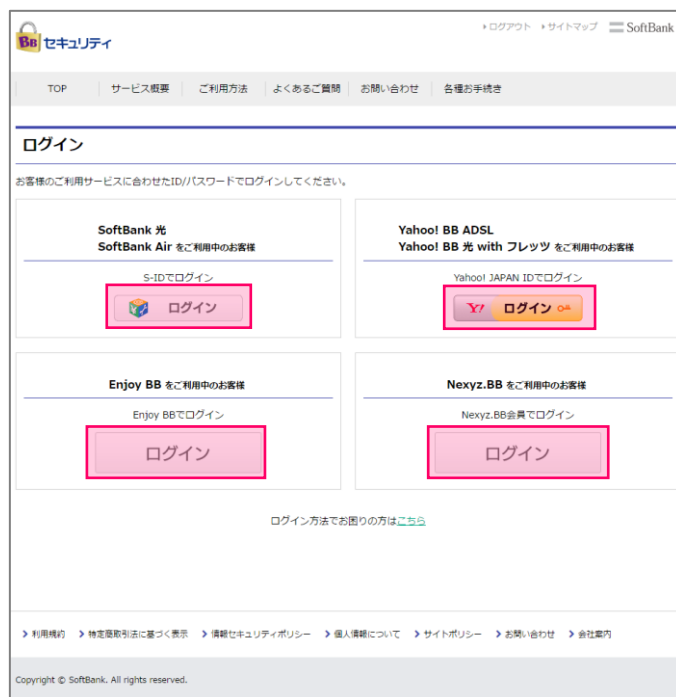 ログアウト サイトマップ SoftBank
BB セキュリティ
TOP サービス概要 ご利用方法 よくあるご質問 お問い合わせ 各種お手続き
ログイン
お客様のご利用サービスに合わせたID/パスワードでログインしてください。
SoftBank 光
SoftBank Air をご利用中のお客様
S-IDでログイン
ログイン
Yahoo! BB ADSL
Yahoo! BB 光 with フレッツ をご利用中のお客様
Yahoo! JAPAN IDでログイン
Y! ログイン
Enjoy BB をご利用中のお客様
Enjoy BBでログイン
ログイン
Nexyz.BB をご利用中のお客様
Nexyz.BB会員でログイン
ログイン
ログイン方法でお困りの方はこちら
利用規約 特定商取引法に基づく表示 情報セキュリティポリシー 個人情報について サイトポリシー お問い合わせ 会社案内
Copyright © SoftBank. All rights reserved.